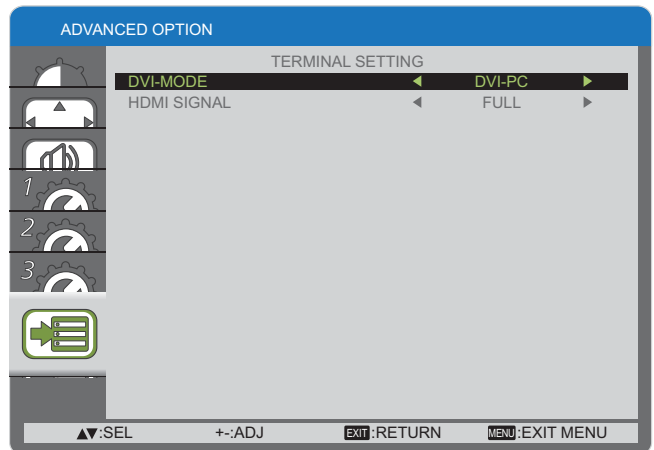 ADVANCED OPTION
TERMINAL SETTING
DVI-MODE ◀ DVI-PC ▶
HDMI SIGNAL ◀ FULL ▶
1
2
3
▲▼:SEL +-:ADJ EXIT:RETURN MENU:EXIT MENU